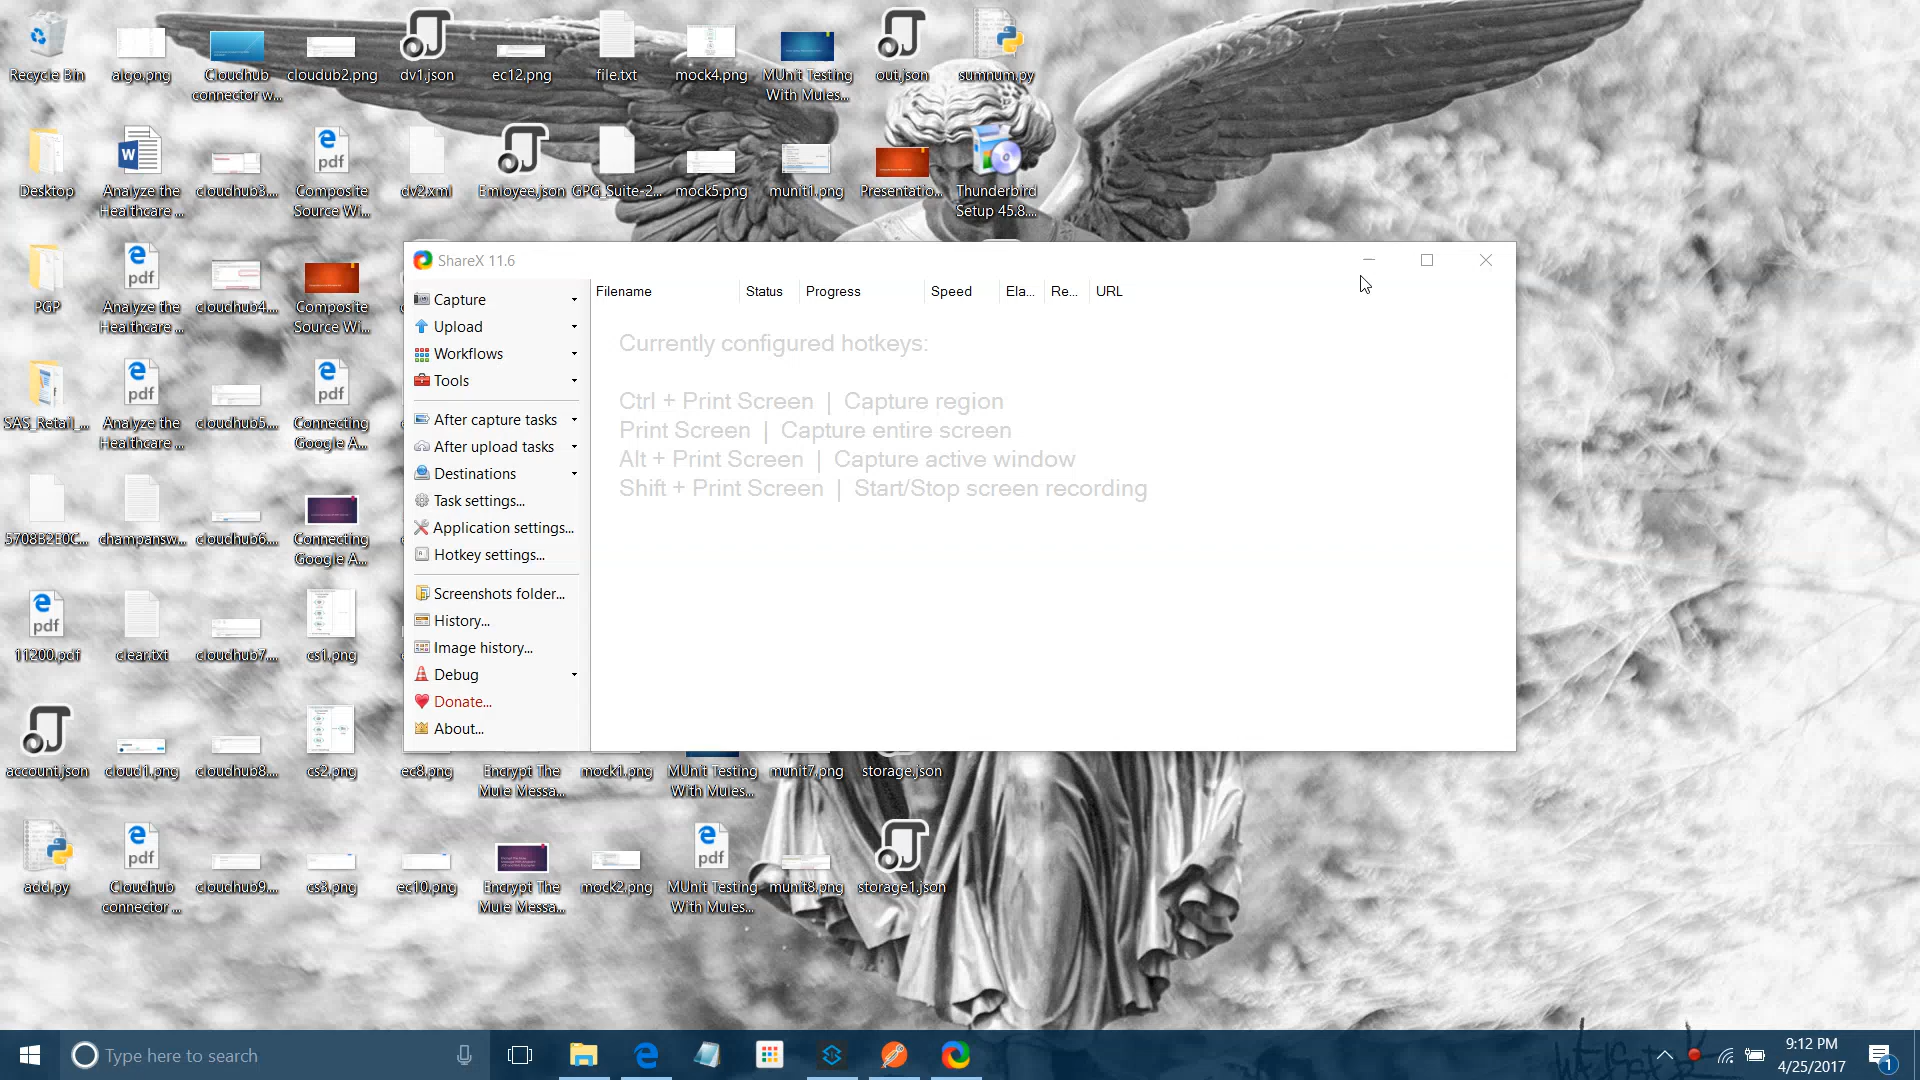 Recycle Bin
algo.png
Cloudhub
connector w...
cloudub2.png
dv1.json
ec12.png
file.txt
mock4.png
MUnit Testing
With Mules...
out.json
sumnum.py
Desktop
Analyze the
Healthcare ...
cloudhub3....
Composite
Source Wi...
dv2.xml
Emloyee.json
GPG_Suite-2...
mock5.png
munit1.png
Presentatio...
Thunderbird
Setup 45.8....
PGP
Analyze the
Healthcare ...
cloudhub4....
Composite
Source Wi...
SAS_Retail_...
Analyze the
Healthcare ...
cloudhub5....
Connecting
Google A...
5708B2E0C...
champansw...
cloudhub6....
Connecting
Google A...
11200.pdf
clear.txt
cloudhub7....
cs1.png
account.json
cloud1.png
cloudhub8....
cs2.png
ec8.png
Encrypt The
Mule Messa...
mock1.png
MUnit Testing
With Mules...
munit7.png
storage.json
add.py
Cloudhub
connector ...
cloudhub9....
cs3.png
ec10.png
Encrypt The
Mule Messa...
mock2.png
MUnit Testing
With Mules...
munit8.png
storage1.json
ShareX 11.6
Capture
Upload
Workflows
Tools
After capture tasks
After upload tasks
Destinations
Task settings...
Application settings...
Hotkey settings...
Screenshots folder...
History...
Image history...
Debug
Donate...
About...
Filename Status Progress Speed Ela... Re... URL
Currently configured hotkeys:
Ctrl + Print Screen | Capture region
Print Screen | Capture entire screen
Alt + Print Screen | Capture active window
Shift + Print Screen | Start/Stop screen recording
Type here to search
9:12 PM
4/25/2017
1